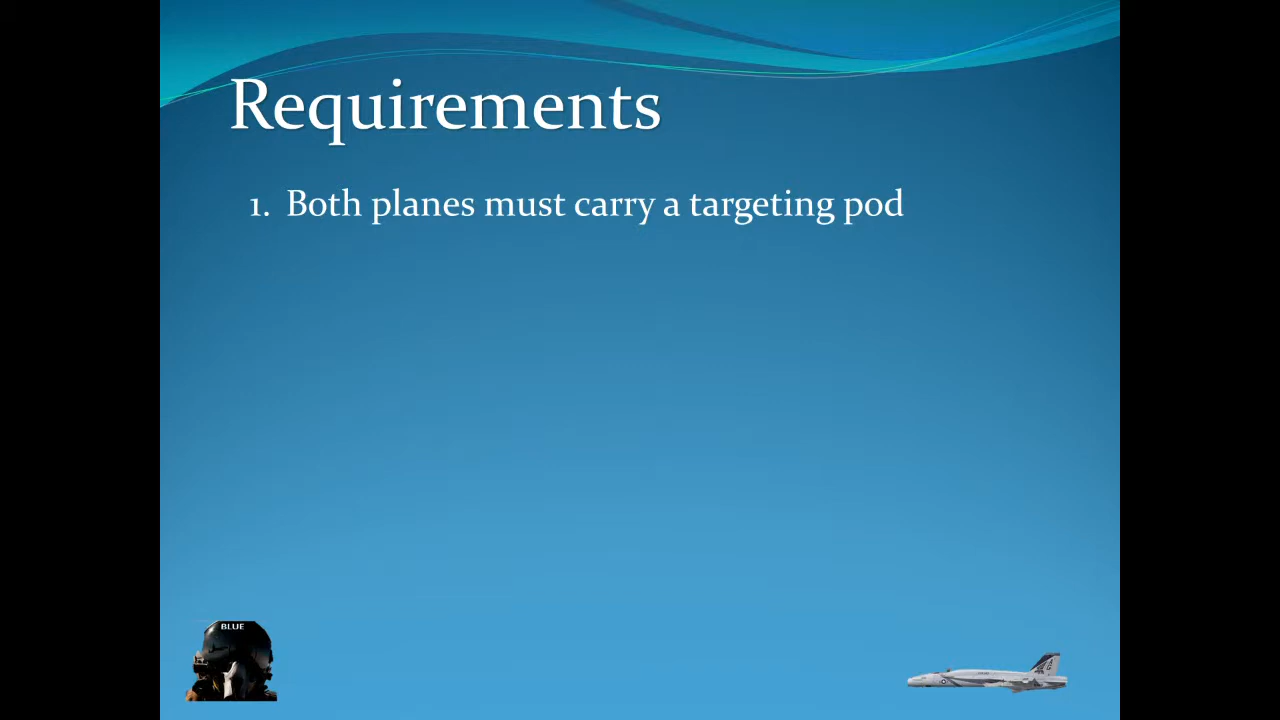 Requirements
1. Both planes must carry a targeting pod
BLUE